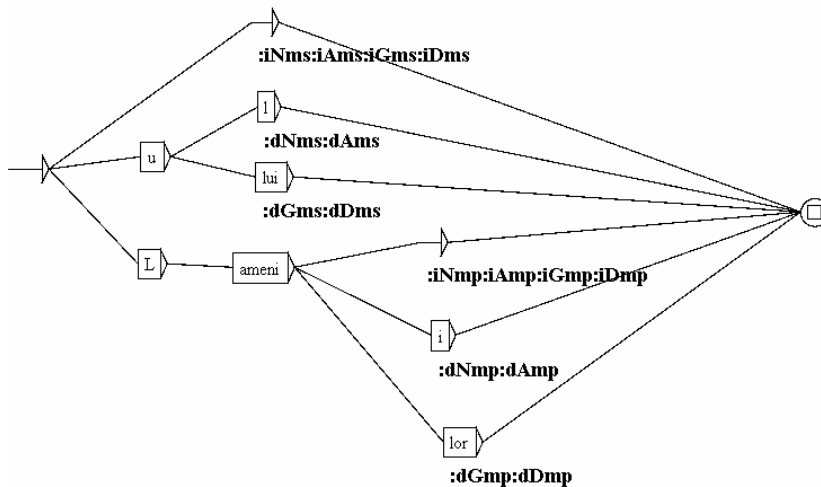 :iNms:iAms:iGms:iDms
l
:dNms:dAms
u
lui
:dGms:dDms
L
ameni
:iNmp:iAmp:iGmp:iDmp
i
:dNmp:dAmp
lor
:dGmp:dDmp